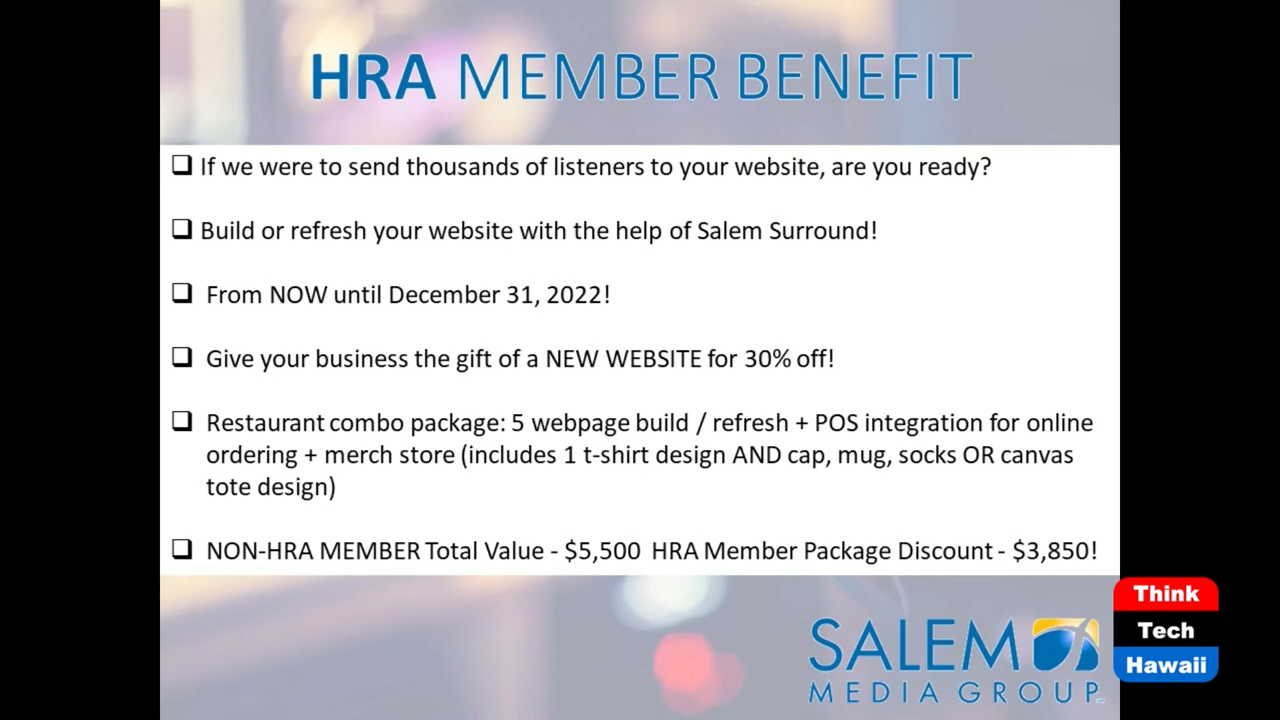 HRA MEMBER BENEFIT
If we were to send thousands of listeners to your website, are you ready?
Build or refresh your website with the help of Salem Surround!
From NOW until December 31, 2022!
Give your business the gift of a NEW WEBSITE for 30% off!
Restaurant combo package: 5 webpage build / refresh + POS integration for online
ordering + merch store (includes 1 t-shirt design AND cap, mug, socks OR canvas
tote design)
NON-HRA MEMBER Total Value - $5,500 HRA Member Package Discount - $3,850!
SALEM
MEDIA GROUP
Think
Tech
Hawaii